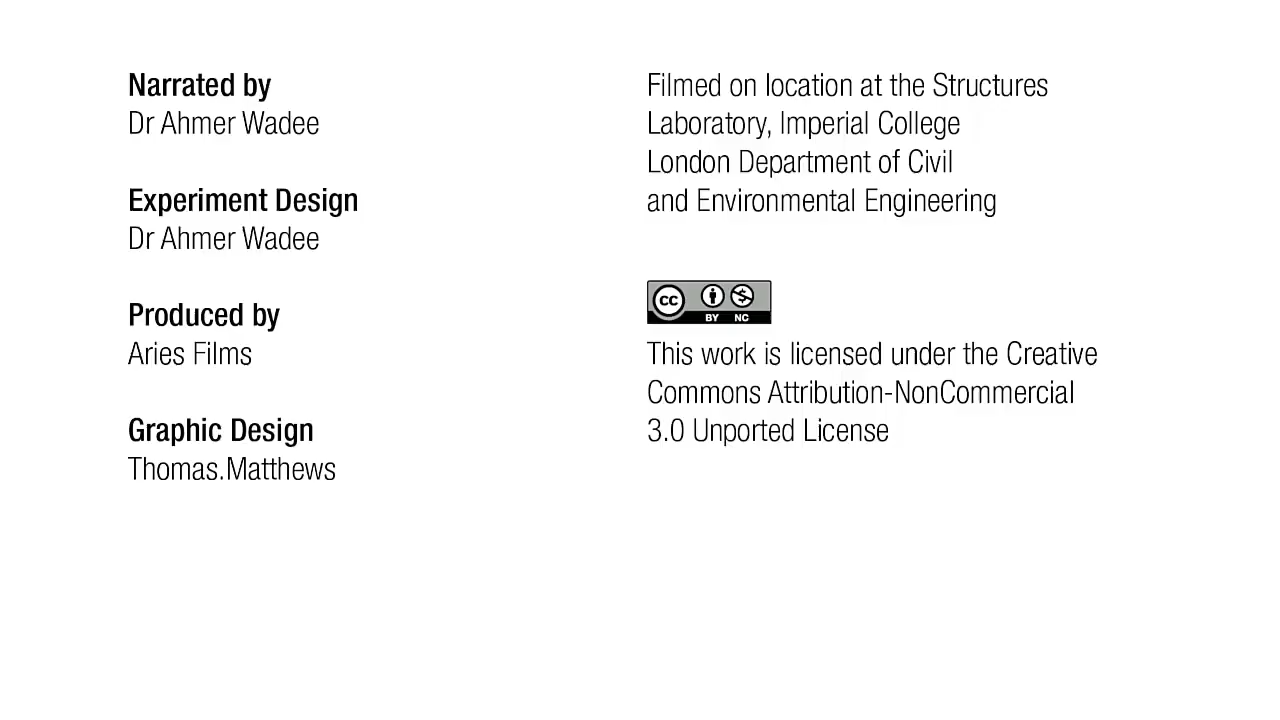 Narrated by
Dr Ahmer Wadee
Experiment Design
Dr Ahmer Wadee
Produced by
Aries Films
Graphic Design
Thomas.Matthews
Filmed on location at the Structures
Laboratory, Imperial College
London Department of Civil
and Environmental Engineering
cc BY NC
This work is licensed under the Creative
Commons Attribution-NonCommercial
3.0 Unported License